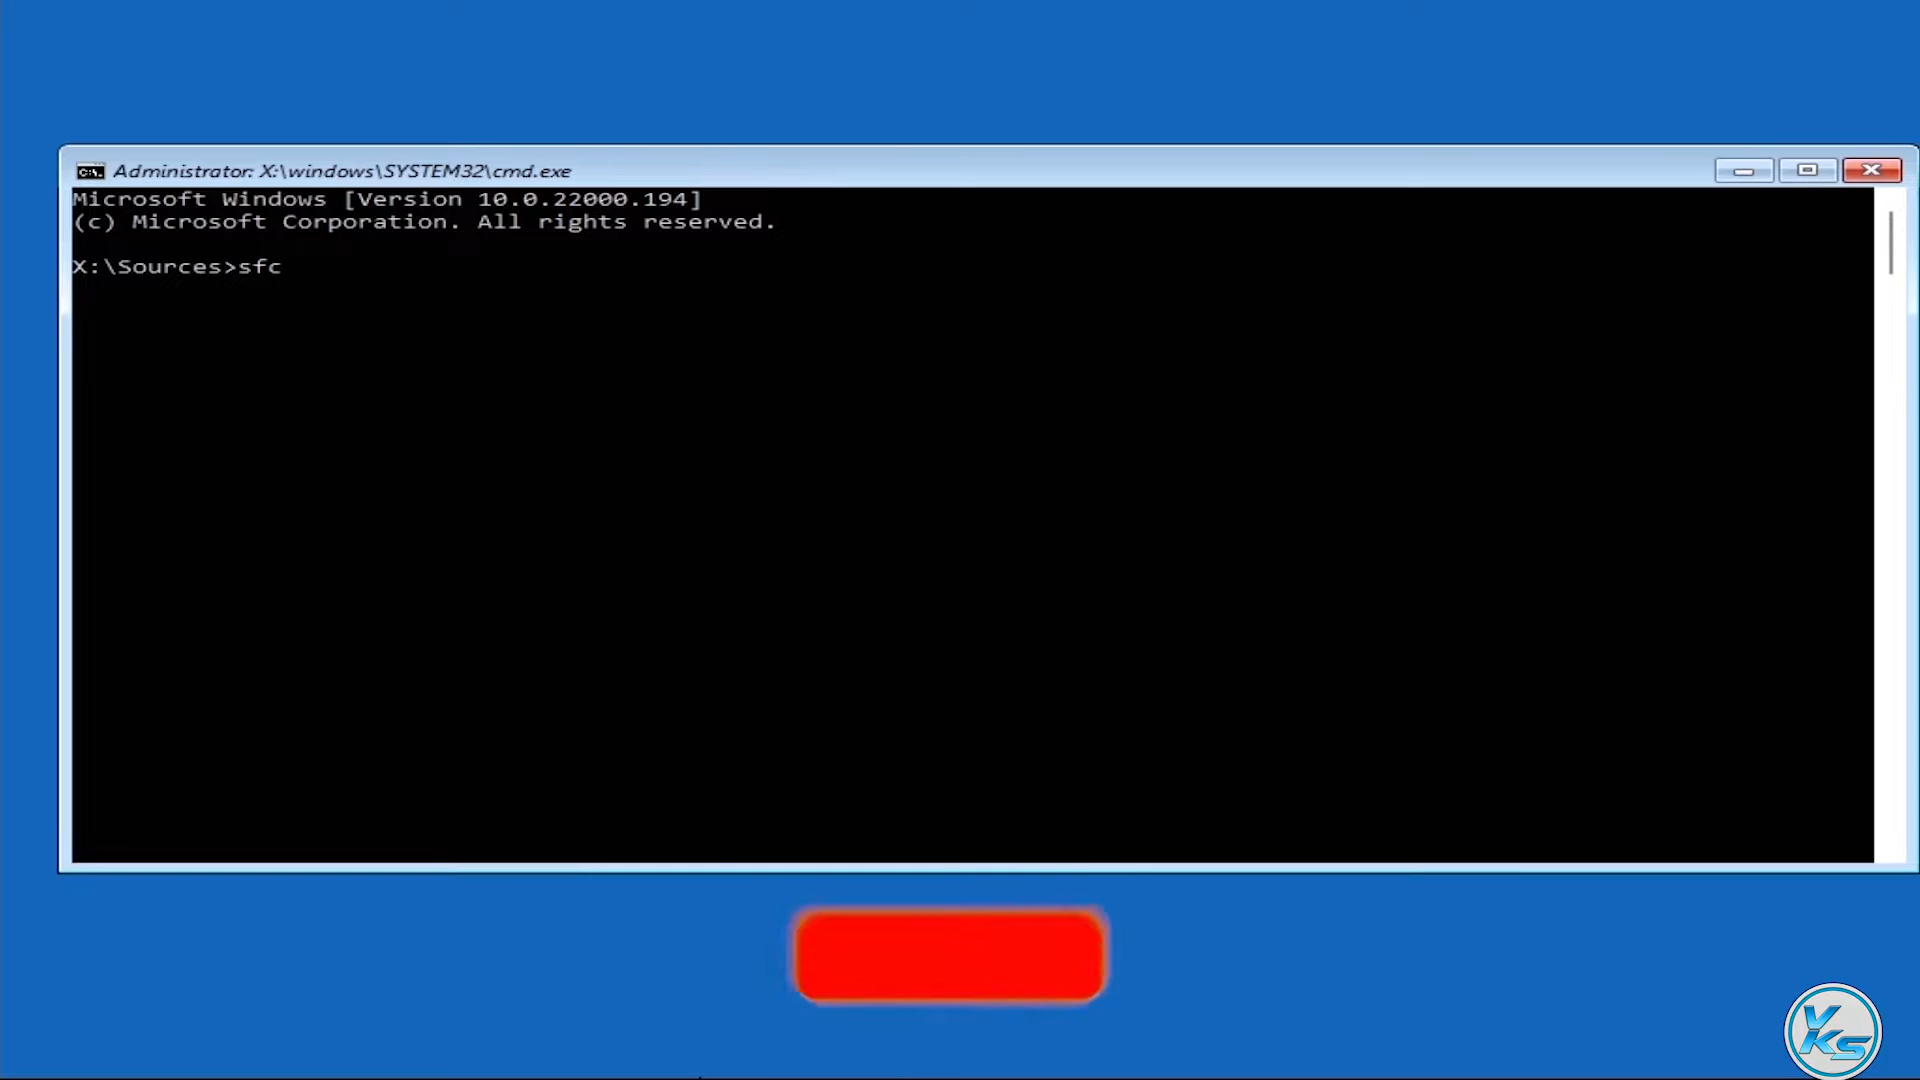 Administrator: X:\windows\SYSTEM32\cmd.exe
Microsoft Windows [Version 10.0.22000.194]
(c) Microsoft Corporation. All rights reserved.
X:\Sources>sfc
VKS